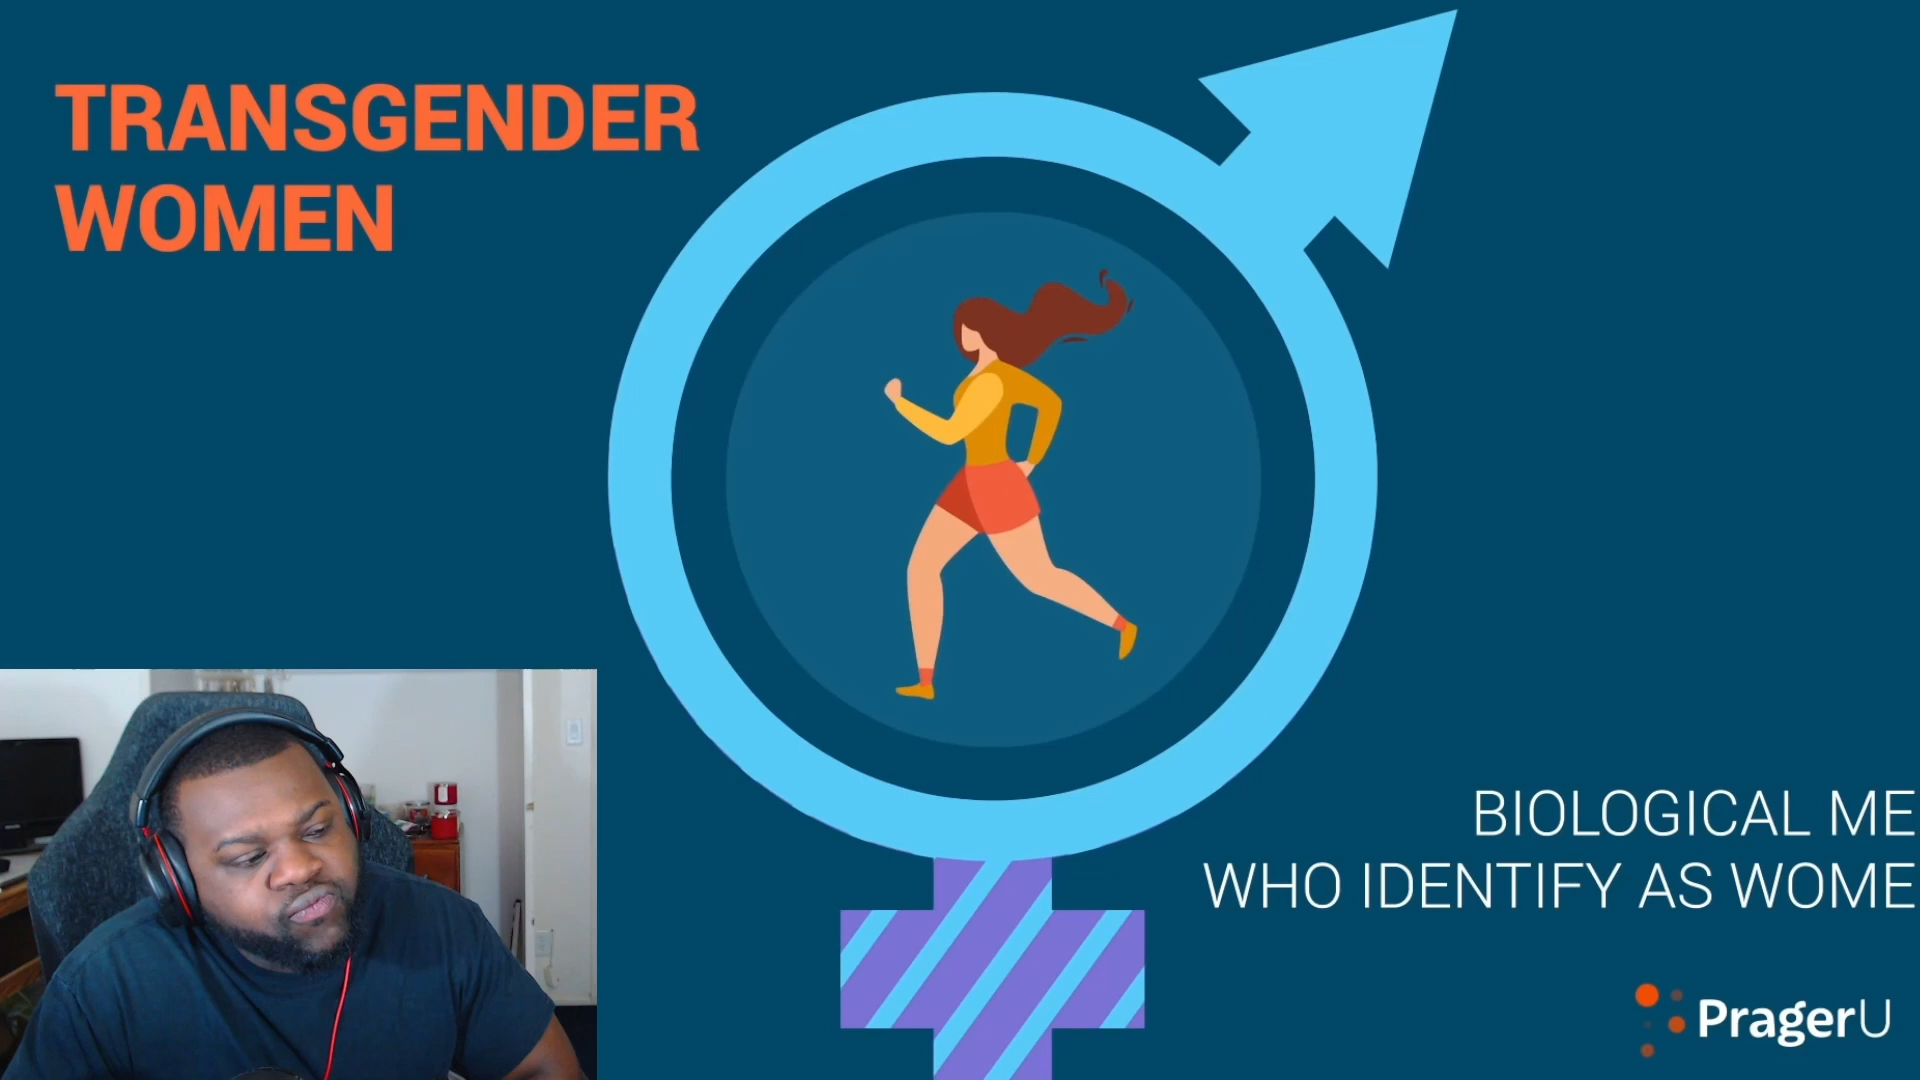 TRANSGENDER
WOMEN
BIOLOGICAL ME
WHO IDENTIFY AS WOME
PragerU